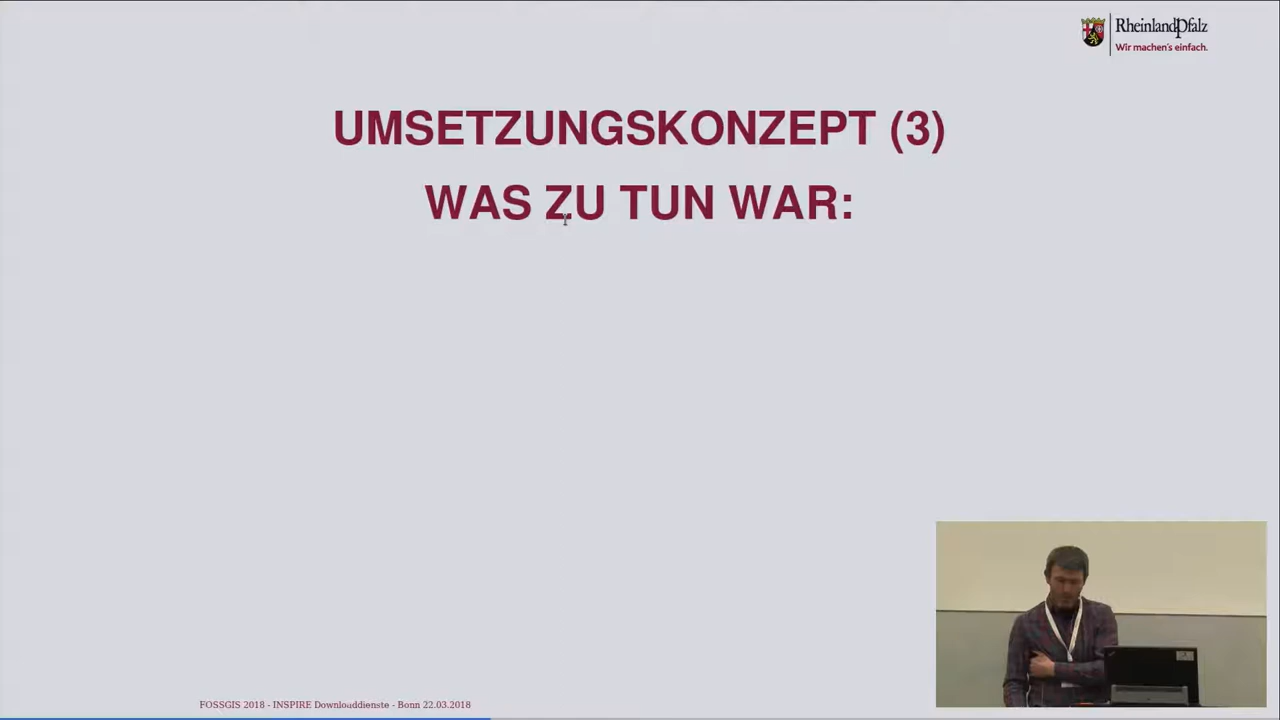 RheinlandPfalz
Wir machen's einfach.
UMSETZUNGSKONZEPT (3)
WAS ZU TUN WAR:
FOSSGIS 2018 - INSPIRE Downloaddienste - Bonn 22.03.2018